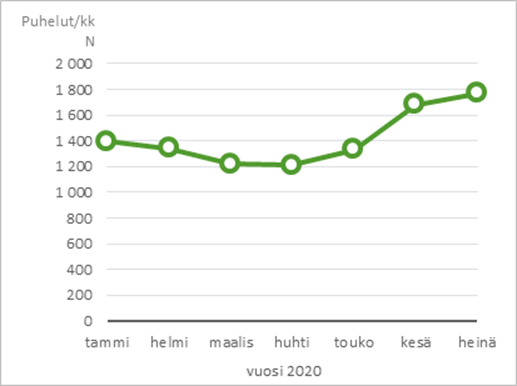 Puhelut/kk
N
2 000
1 800
1 600
1 400
1 200
1 000
800
600
400
200
0
tammi helmi maalis huhti touko kesä heinä
vuosi 2020